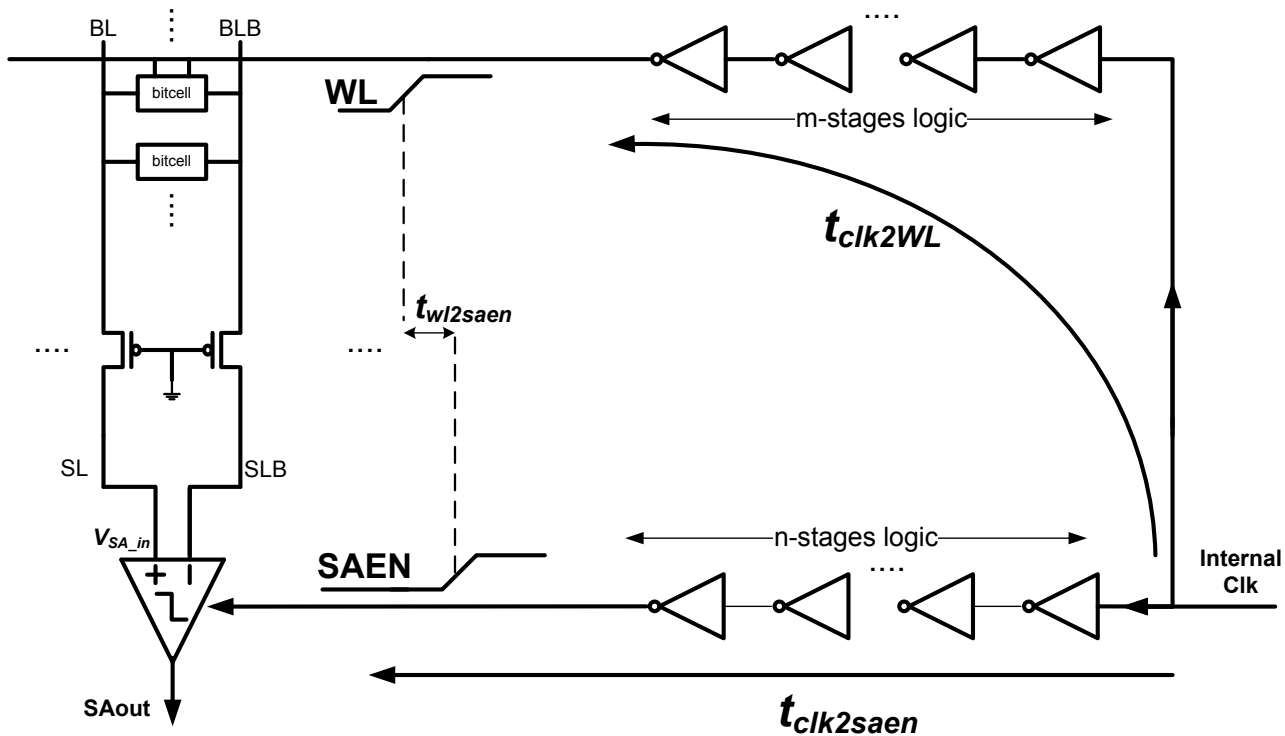 BL
BLB
bitcell
WL
m-stages logic
bitcell
t_clk2WL
t_wl2saen
SL
SLB
V_SA_in
n-stages logic
SAEN
Internal
Clk
SAout
t_clk2saen